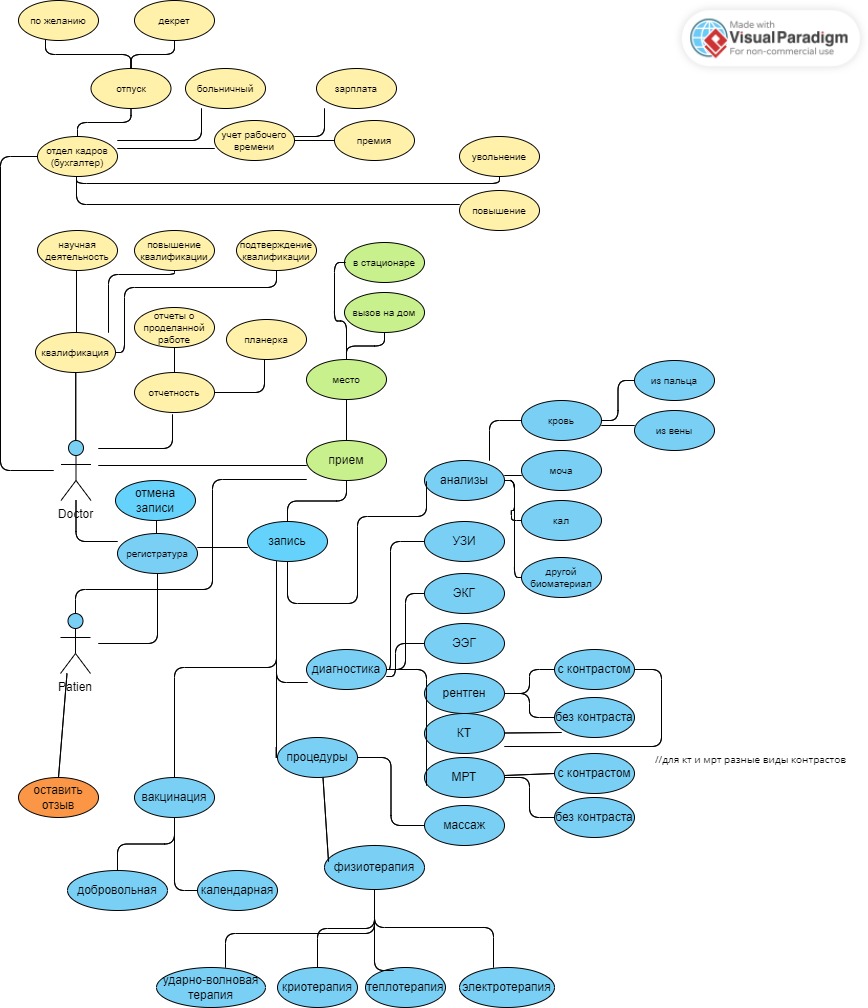 по желанию
декрет
Made with
VisualParadigm
For non-commercial use
отпуск
больничный
зарплата
учет рабочего
времени
премия
отдел кадров
(бухгалтер)
увольнение
повышение
научная
деятельность
повышение
квалификации
подтверждение
квалификации
в стационаре
вызов на дом
отчеты о
проделанной
работе
планерка
квалификация
место
отчетность
из пальца
кровь
из вены
прием
анализы
моча
Doctor
отмена
записи
кал
регистратура
запись
УЗИ
другой
биоматериал
ЭКГ
ЭЭГ
Patien
диагностика
с контрастом
рентген
без контраста
КТ
процедуры
//для кт и мрт разные виды контрастов
МРТ
с контрастом
оставить
отзыв
вакцинация
массаж
без контраста
физиотерапия
добровольная
календарная
ударно-волновая
терапия
криотерапия
теплотерапия
электротерапия